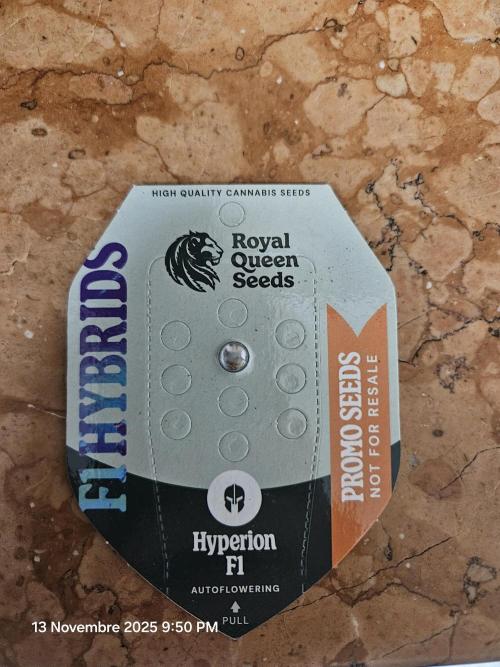 HIGH QUALITY CANNABIS SEEDS
Royal
Queen
Seeds
F1 HYBRIDS
PROMO SEEDS
NOT FOR RESALE
Hyperion
F1
AUTOFLOWERING
PULL
13 Novembre 2025 9:50 PM